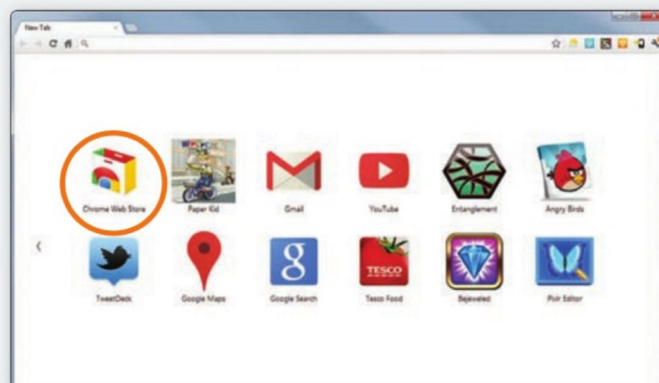 New Tab
Chrome Web Store
Paper Kid
Gmail
YouTube
Entanglement
Angry Birds
TESCO
TweetDeck
Google Maps
Google Search
Tesco Food
Bejeweled
Pixlr Editor